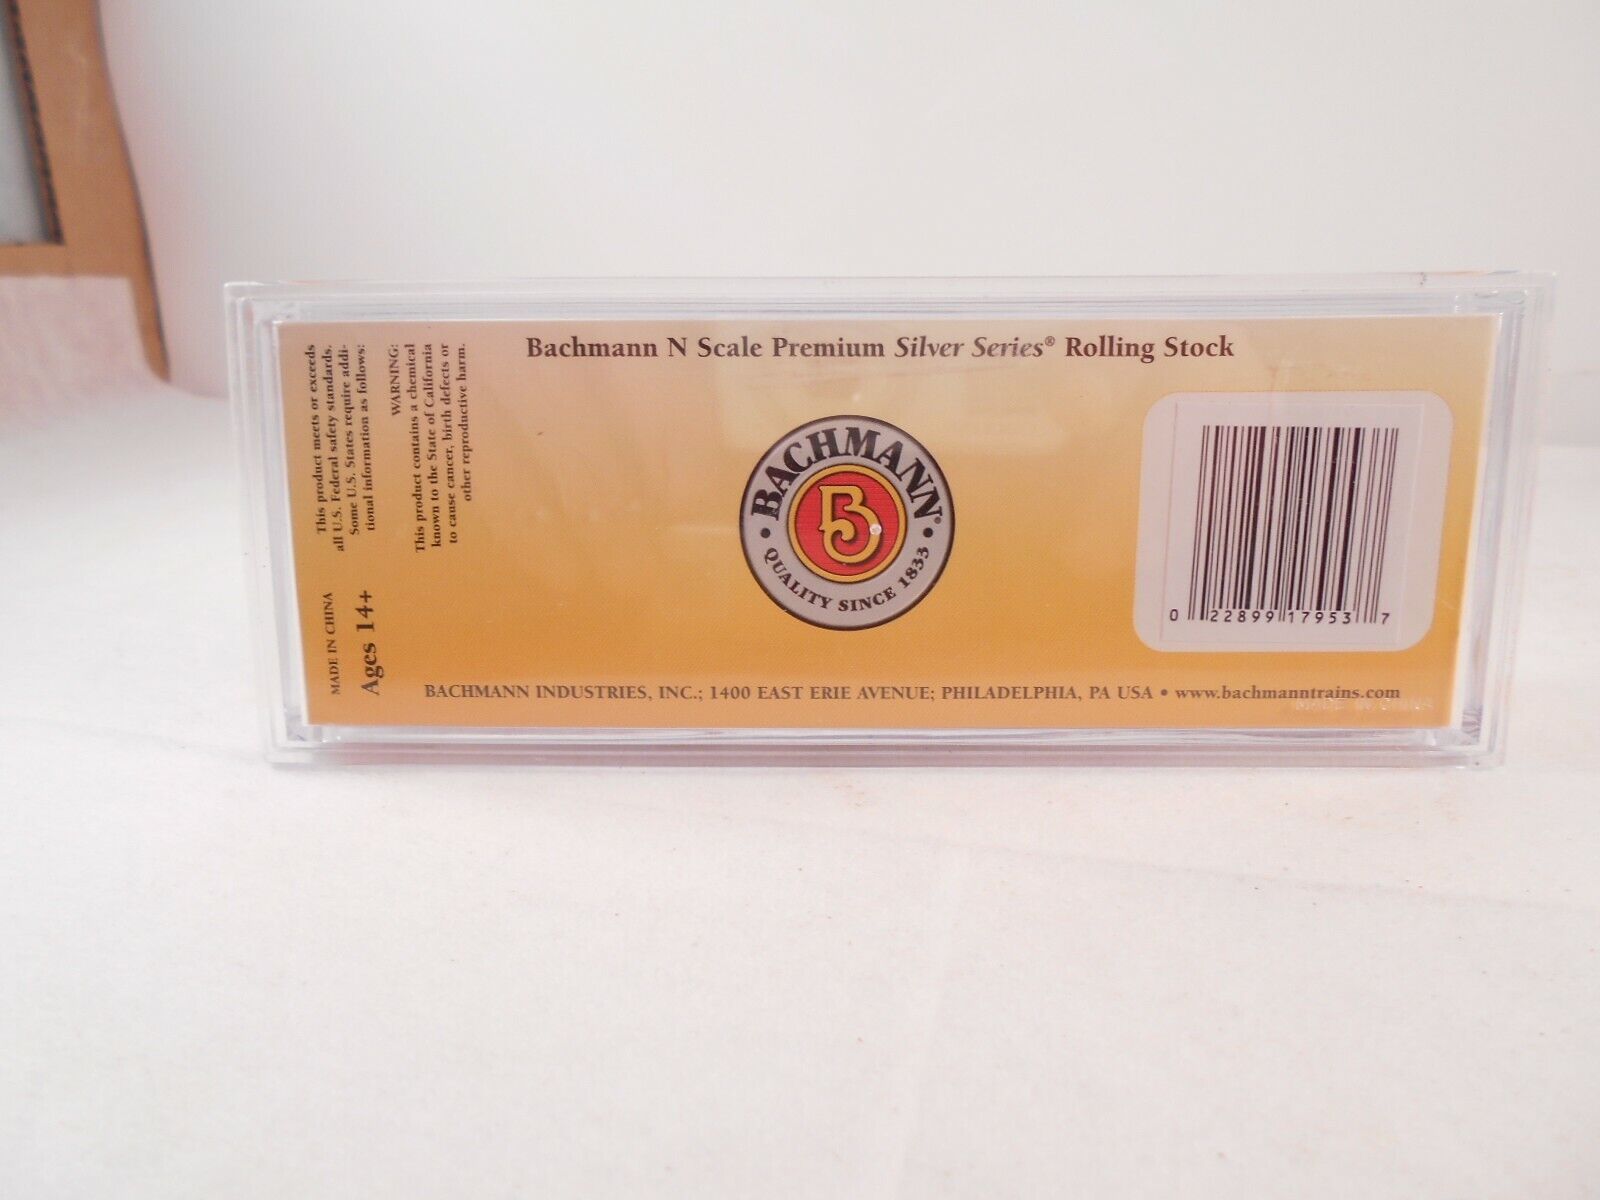 Bachmann N Scale Premium Silver Series® Rolling Stock
This product meets or exceeds
all U.S. Federal safety standards.
Some U.S. States require addi-
tional information as follows:
WARNING:
This product contains a chemical
known to the State of California
to cause cancer, birth defects or
other reproductive harm.
MADE IN CHINA
Ages 14+
BACHMANN®
B
• QUALITY SINCE 1833 •
0 22899 17953 7
BACHMANN INDUSTRIES, INC.; 1400 EAST ERIE AVENUE; PHILADELPHIA, PA USA • www.bachmanntrains.com
MADE IN CHINA